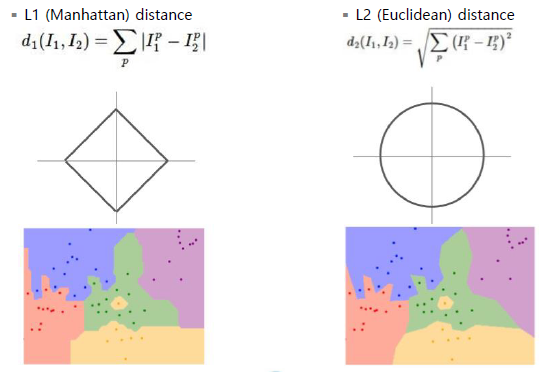 ▪ L1 (Manhattan) distance
d₁(I₁, I₂) = ∑ₚ |I₁ᵖ − I₂ᵖ|
▪ L2 (Euclidean) distance
d₂(I₁, I₂) = √(∑ₚ (I₁ᵖ − I₂ᵖ)²)